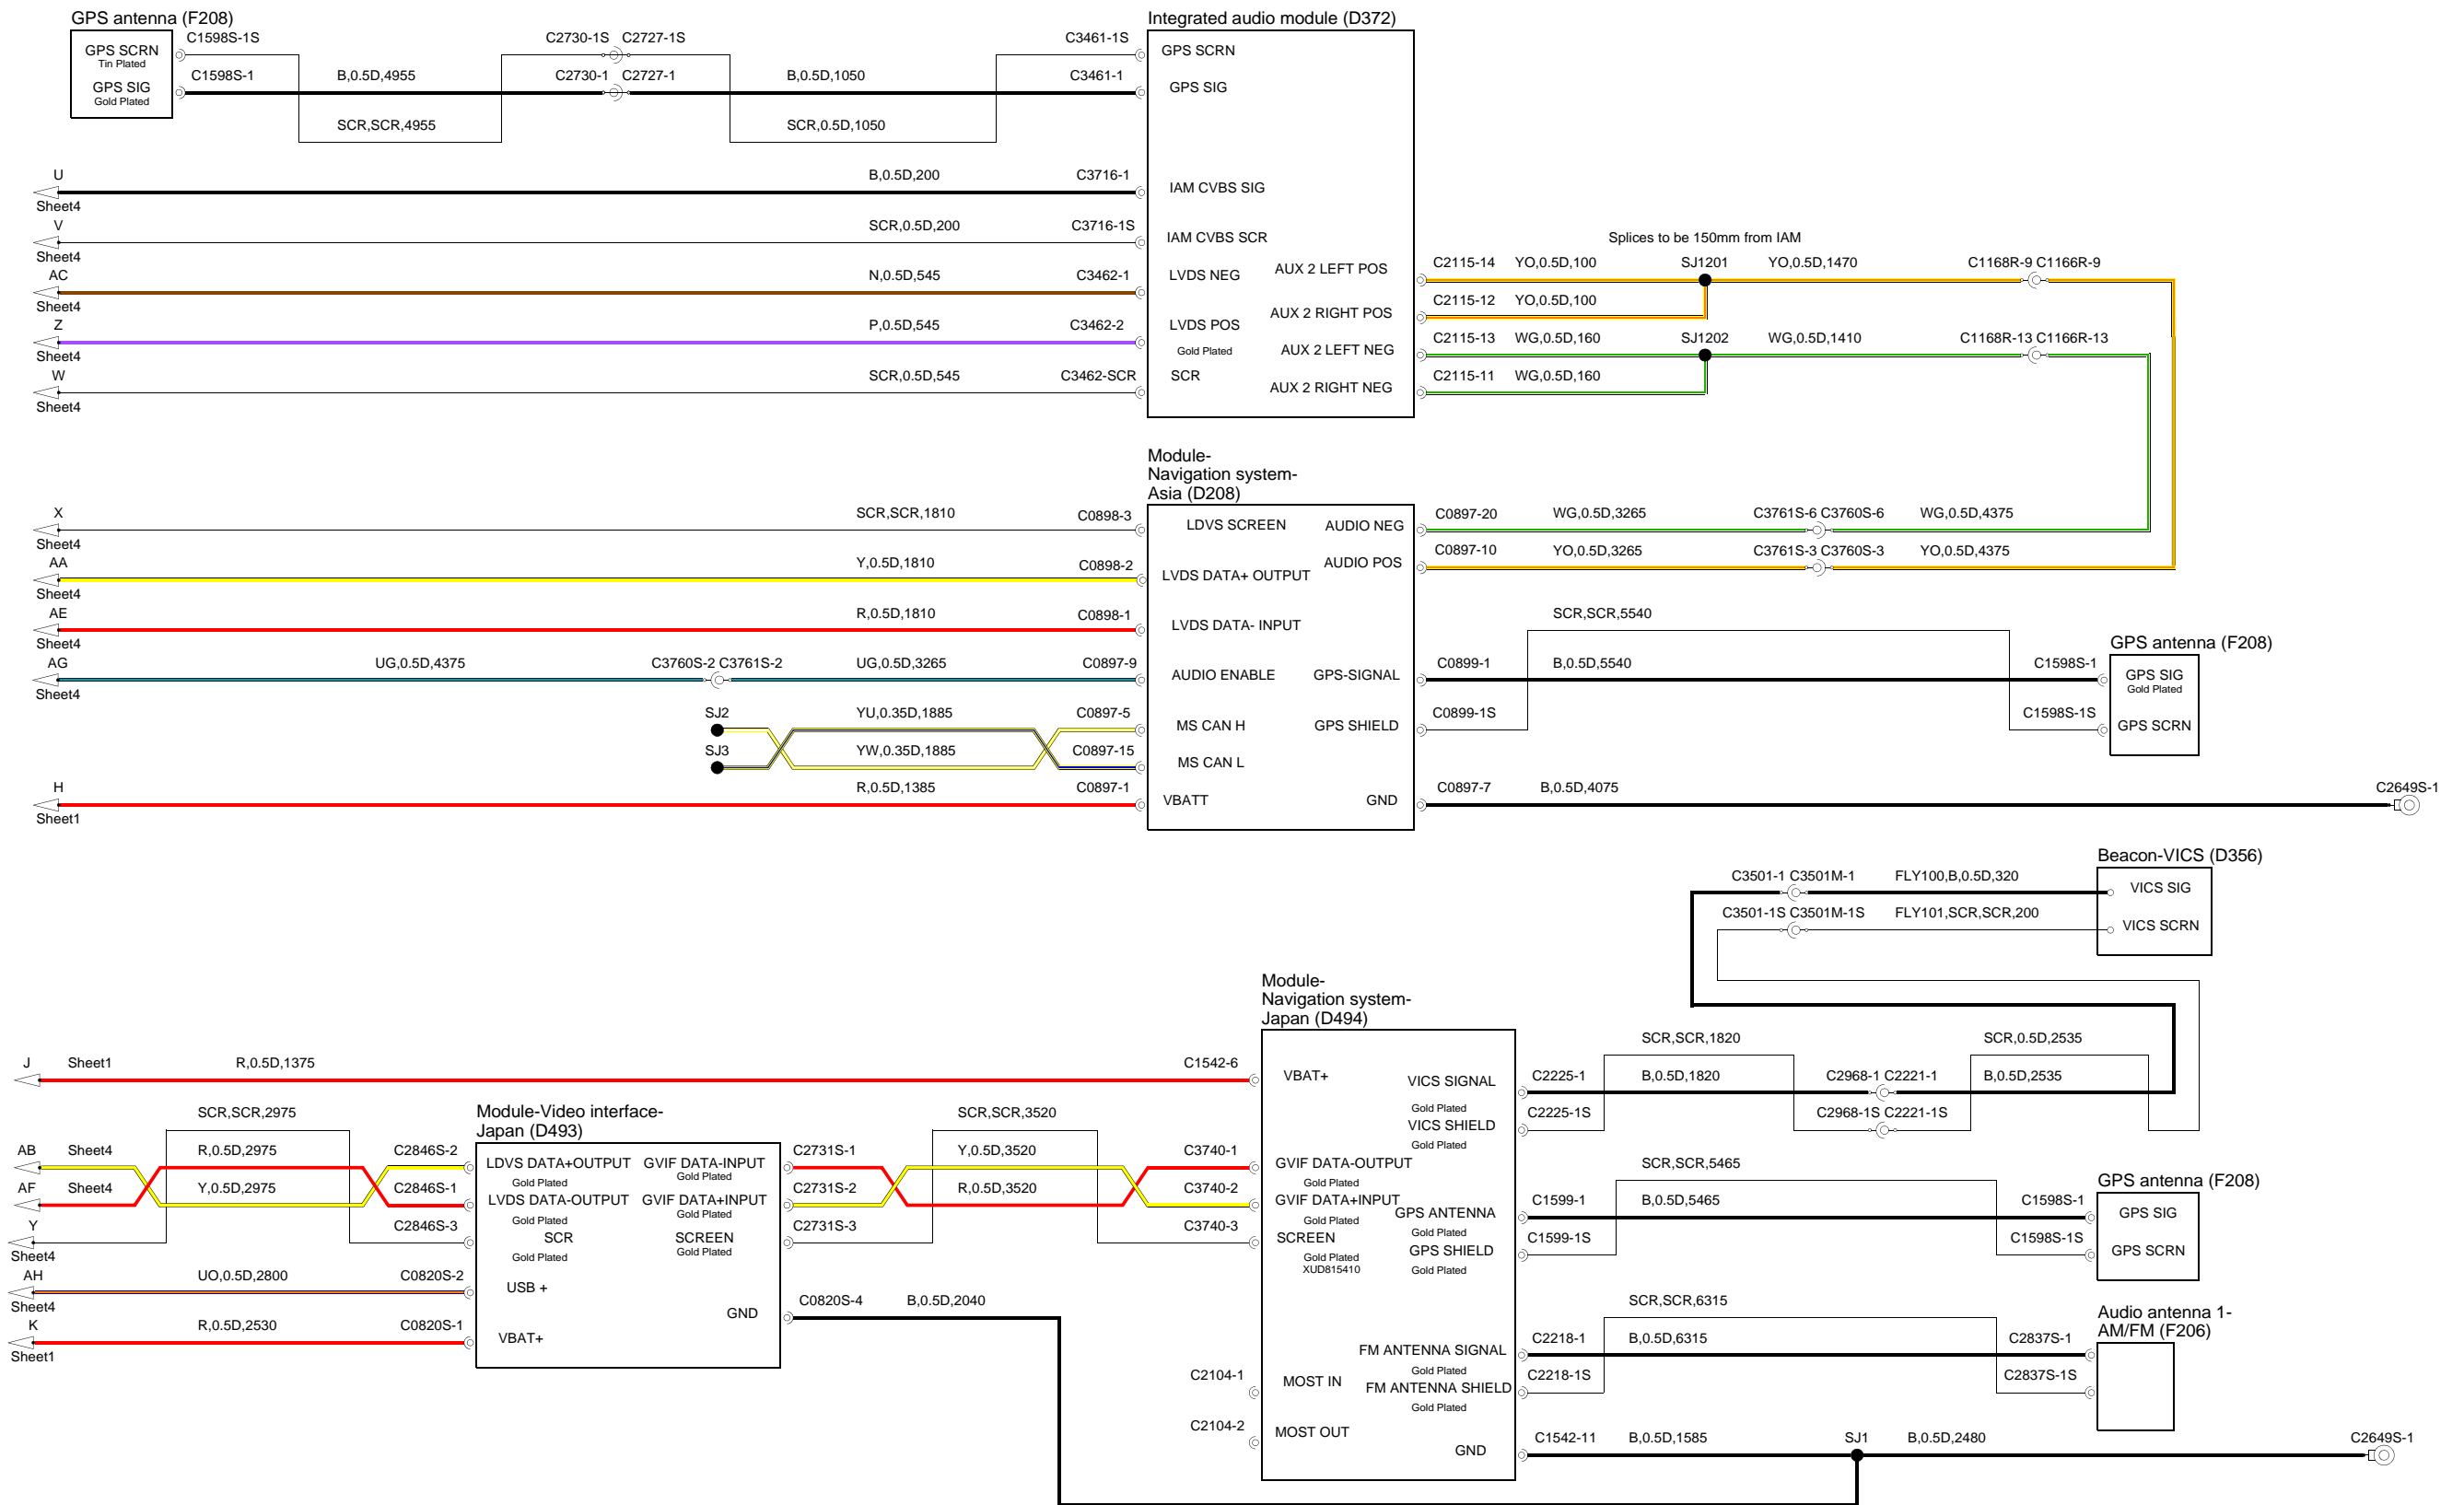 GPS antenna (F208)
GPS SCRN
Tin Plated
GPS SIG
Gold Plated
C1598S-1S
C1598S-1
B,0.5D,4955
SCR,SCR,4955
C2730-1S C2727-1S
C2730-1 C2727-1
B,0.5D,1050
SCR,0.5D,1050
C3461-1S
C3461-1
Integrated audio module (D372)
GPS SCRN
GPS SIG
U
Sheet4
B,0.5D,200
C3716-1
IAM CVBS SIG
V
Sheet4
SCR,0.5D,200
C3716-1S
IAM CVBS SCR
AC
Sheet4
N,0.5D,545
C3462-1
LVDS NEG
Z
Sheet4
P,0.5D,545
C3462-2
LVDS POS
Gold Plated
W
Sheet4
SCR,0.5D,545
C3462-SCR
SCR
AUX 2 LEFT POS
AUX 2 RIGHT POS
AUX 2 LEFT NEG
AUX 2 RIGHT NEG
Splices to be 150mm from IAM
C2115-14 YO,0.5D,100 SJ1201 YO,0.5D,1470 C1168R-9 C1166R-9
C2115-12 YO,0.5D,100
C2115-13 WG,0.5D,160 SJ1202 WG,0.5D,1410 C1168R-13 C1166R-13
C2115-11 WG,0.5D,160
Module-
Navigation system-
Asia (D208)
X
Sheet4
SCR,SCR,1810
C0898-3
LDVS SCREEN
AA
Sheet4
Y,0.5D,1810
C0898-2
LVDS DATA+ OUTPUT
AE
Sheet4
R,0.5D,1810
C0898-1
LVDS DATA- INPUT
AG
Sheet4
UG,0.5D,4375
C3760S-2 C3761S-2
UG,0.5D,3265
C0897-9
AUDIO ENABLE
SJ2
YU,0.35D,1885
C0897-5
MS CAN H
SJ3
YW,0.35D,1885
C0897-15
MS CAN L
H
Sheet1
R,0.5D,1385
C0897-1
VBATT
AUDIO NEG
C0897-20 WG,0.5D,3265 C3761S-6 C3760S-6 WG,0.5D,4375
AUDIO POS
C0897-10 YO,0.5D,3265 C3761S-3 C3760S-3 YO,0.5D,4375
SCR,SCR,5540
GPS-SIGNAL
C0899-1
B,0.5D,5540
C1598S-1
GPS SHIELD
C0899-1S
C1598S-1S
GPS antenna (F208)
GPS SIG
Gold Plated
GPS SCRN
GND
C0897-7
B,0.5D,4075
C2649S-1
Beacon-VICS (D356)
C3501-1 C3501M-1
FLY100,B,0.5D,320
VICS SIG
C3501-1S C3501M-1S
FLY101,SCR,SCR,200
VICS SCRN
Module-
Navigation system-
Japan (D494)
J
Sheet1
R,0.5D,1375
C1542-6
VBAT+
SCR,SCR,2975
AB
Sheet4
R,0.5D,2975
C2846S-2
AF
Sheet4
Y,0.5D,2975
C2846S-1
Y
Sheet4
C2846S-3
AH
Sheet4
UO,0.5D,2800
C0820S-2
K
Sheet1
R,0.5D,2530
C0820S-1
Module-Video interface-
Japan (D493)
LDVS DATA+OUTPUT
Gold Plated
LVDS DATA-OUTPUT
Gold Plated
SCR
Gold Plated
USB +
VBAT+
GVIF DATA-INPUT
Gold Plated
GVIF DATA+INPUT
Gold Plated
SCREEN
Gold Plated
GND
SCR,SCR,3520
C2731S-1
Y,0.5D,3520
C3740-1
C2731S-2
R,0.5D,3520
C3740-2
C2731S-3
C3740-3
C0820S-4
B,0.5D,2040
GVIF DATA-OUTPUT
Gold Plated
GVIF DATA+INPUT
Gold Plated
SCREEN
Gold Plated
XUD815410
C2104-1
MOST IN
C2104-2
MOST OUT
VICS SIGNAL
Gold Plated
VICS SHIELD
Gold Plated
GPS ANTENNA
Gold Plated
GPS SHIELD
Gold Plated
FM ANTENNA SIGNAL
Gold Plated
FM ANTENNA SHIELD
Gold Plated
GND
SCR,SCR,1820
SCR,0.5D,2535
C2225-1
B,0.5D,1820
C2968-1 C2221-1
B,0.5D,2535
C2225-1S
C2968-1S C2221-1S
SCR,SCR,5465
C1599-1
B,0.5D,5465
C1598S-1
C1599-1S
C1598S-1S
GPS antenna (F208)
GPS SIG
GPS SCRN
SCR,SCR,6315
C2218-1
B,0.5D,6315
C2837S-1
C2218-1S
C2837S-1S
Audio antenna 1-
AM/FM (F206)
C1542-11
B,0.5D,1585
SJ1
B,0.5D,2480
C2649S-1